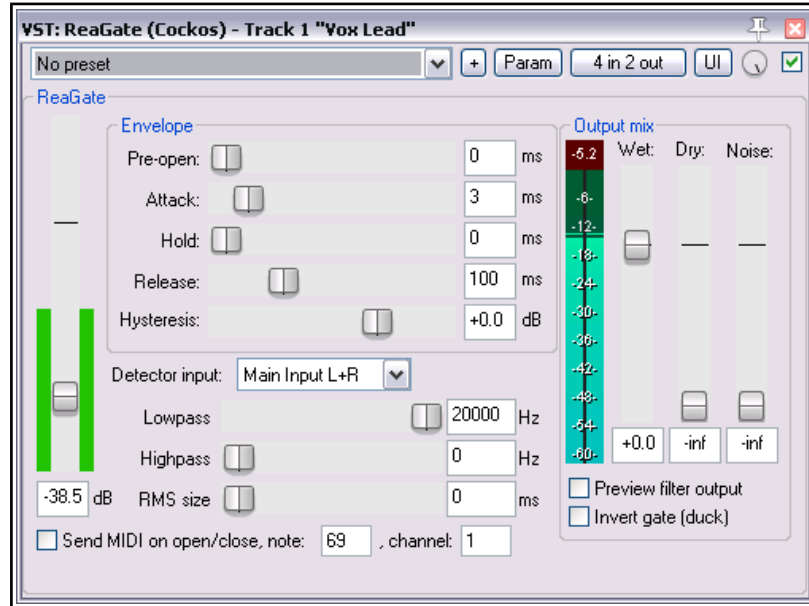 VST: ReaGate (Cockos) - Track 1 "Vox Lead"
No preset + Param 4 in 2 out UI
ReaGate
Envelope
Pre-open: 0 ms
Attack: 3 ms
Hold: 0 ms
Release: 100 ms
Hysteresis: +0.0 dB
Detector input: Main Input L+R
Lowpass 20000 Hz
Highpass 0 Hz
-38.5 dB RMS size 0 ms
Send MIDI on open/close, note: 69 , channel: 1
Output mix
-5.2 Wet: Dry: Noise:
-6-
-12-
-18-
-24-
-30-
-36-
-42-
-48-
-54-
-60-
+0.0 -inf -inf
Preview filter output
Invert gate (duck)